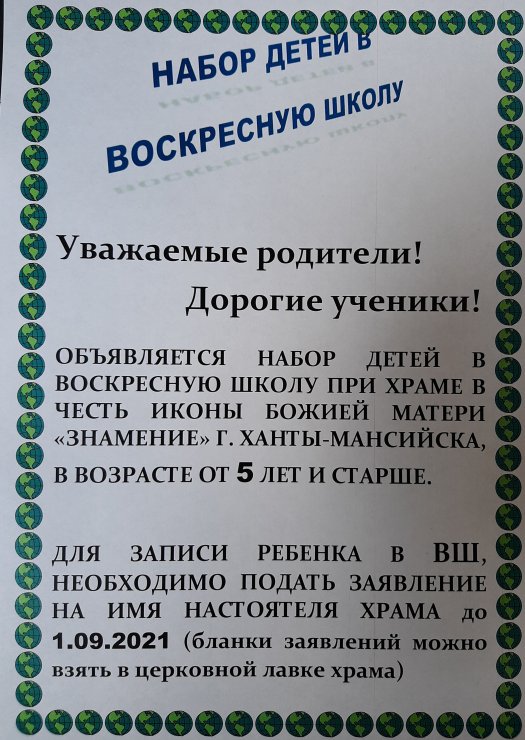 НАБОР ДЕТЕЙ В
ВОСКРЕСНУЮ ШКОЛУ
Уважаемые родители!
Дорогие ученики!
ОБЪЯВЛЯЕТСЯ НАБОР ДЕТЕЙ В
ВОСКРЕСНУЮ ШКОЛУ ПРИ ХРАМЕ В
ЧЕСТЬ ИКОНЫ БОЖИЕЙ МАТЕРИ
«ЗНАМЕНИЕ» Г. ХАНТЫ-МАНСИЙСКА,
В ВОЗРАСТЕ ОТ 5 ЛЕТ И СТАРШЕ.
ДЛЯ ЗАПИСИ РЕБЕНКА В ВШ,
НЕОБХОДИМО ПОДАТЬ ЗАЯВЛЕНИЕ
НА ИМЯ НАСТОЯТЕЛЯ ХРАМА до
1.09.2021 (бланки заявлений можно
взять в церковной лавке храма)